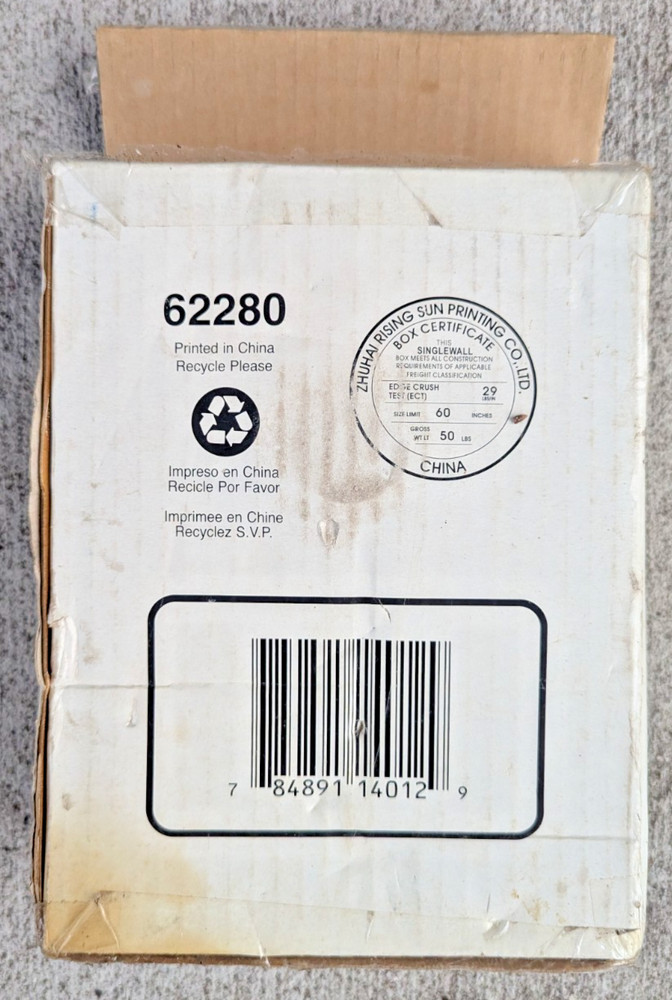 62280
Printed in China
Recycle Please
Impreso en China
Recicle Por Favor
Imprimee en Chine
Recyclez S.V.P.
ZHUHAI RISING SUN PRINTING CO.,LTD.
BOX CERTIFICATE
THIS
SINGLEWALL
BOX MEETS ALL CONSTRUCTION
REQUIREMENTS OF APPLICABLE
FREIGHT CLASSIFICATION
EDGE CRUSH
TEST (ECT) 29
LBS/IN
SIZE LIMIT 60 INCHES
GROSS
WT LT 50 LBS
CHINA
7 84891 14012 9